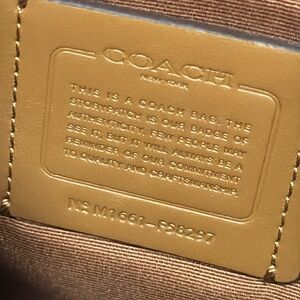 COACH
NEW YORK
THIS IS A COACH BAG. THE
STORYPATCH IS OUR BADGE OF
AUTHENTICITY. FEW PEOPLE MAY
SEE IT, BUT IT WILL ALWAYS BE A
REMINDER OF OUR COMMITMENT
TO QUALITY AND CRAFTSMANSHIP.
Nº M1661-F58297